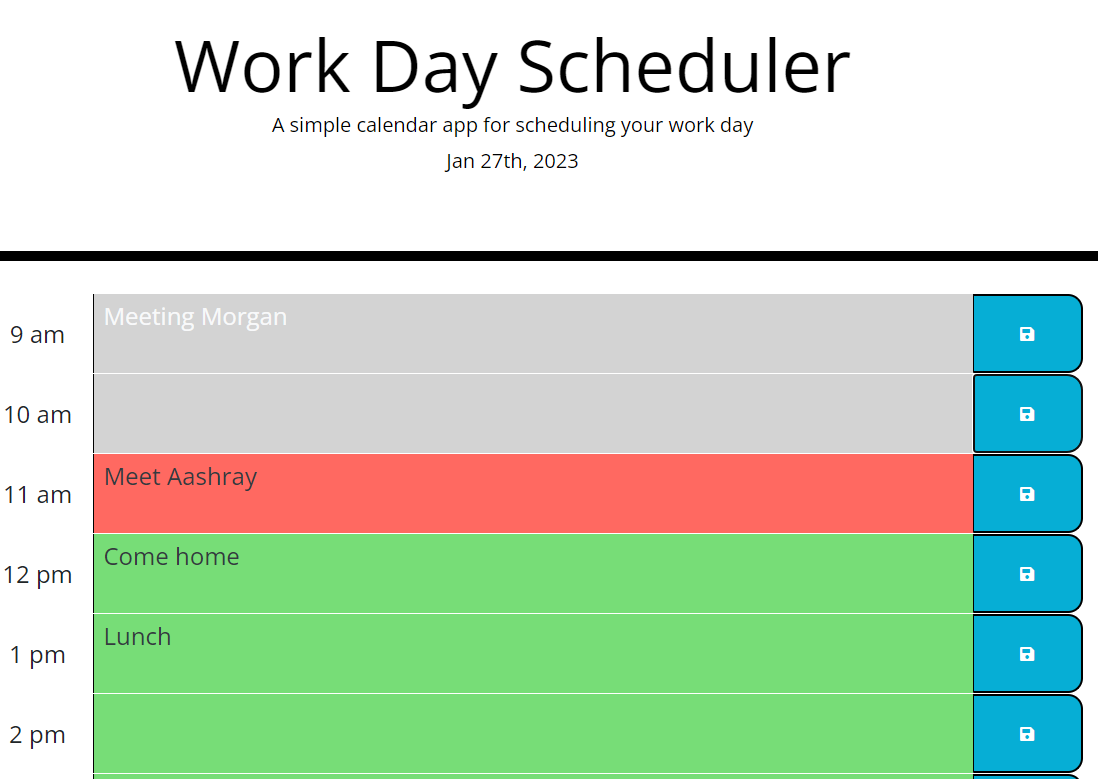 Work Day Scheduler
A simple calendar app for scheduling your work day
Jan 27th, 2023
9 am
Meeting Morgan
10 am
11 am
Meet Aashray
12 pm
Come home
1 pm
Lunch
2 pm